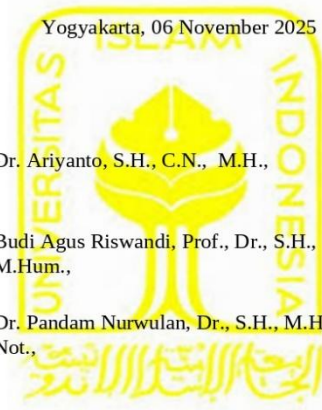 Yogyakarta, 06 November 2025
ISLAM
UNIVERSITAS
INDONESIA
Dr. Ariyanto, S.H., C.N., M.H.,
Budi Agus Riswandi, Prof., Dr., S.H.,
M.Hum.,
Dr. Pandam Nurwulan, Dr., S.H., M.H
Not.,